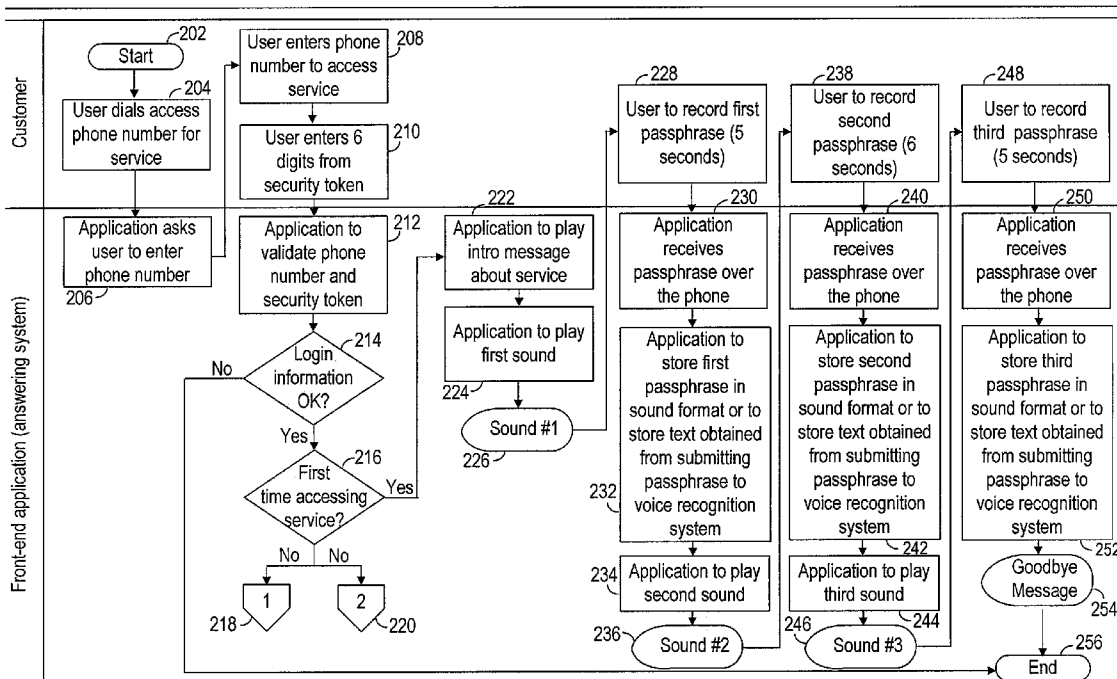 Customer
202
Start
204
User dials access
phone number for
service
208
User enters phone
number to access
service
210
User enters 6
digits from
security token
228
User to record first
passphrase (5
seconds)
238
User to record
second
passphrase (6
seconds)
248
User to record
third passphrase
(5 seconds)
Front-end application (answering system)
Application asks
user to enter
phone number
206
212
Application to
validate phone
number and
security token
214
Login
information
OK?
No
Yes
216
First
time accessing
service?
Yes
No
No
1
218
2
220
222
Application to play
intro message
about service
Application to play
first sound
224
Sound #1
226
230
Application
receives
passphrase over
the phone
Application to
store first
passphrase in
sound format or to
store text obtained
from submitting
passphrase to
voice recognition
system
232
234
Application to play
second sound
236
Sound #2
240
Application
receives
passphrase over
the phone
Application to
store second
passphrase in
sound format or to
store text obtained
from submitting
passphrase to
voice recognition
system
242
Application to play
third sound
244
246
Sound #3
250
Application
receives
passphrase over
the phone
Application to
store third
passphrase in
sound format or to
store text obtained
from submitting
passphrase to
voice recognition
system
252
Goodbye
Message
254
256
End